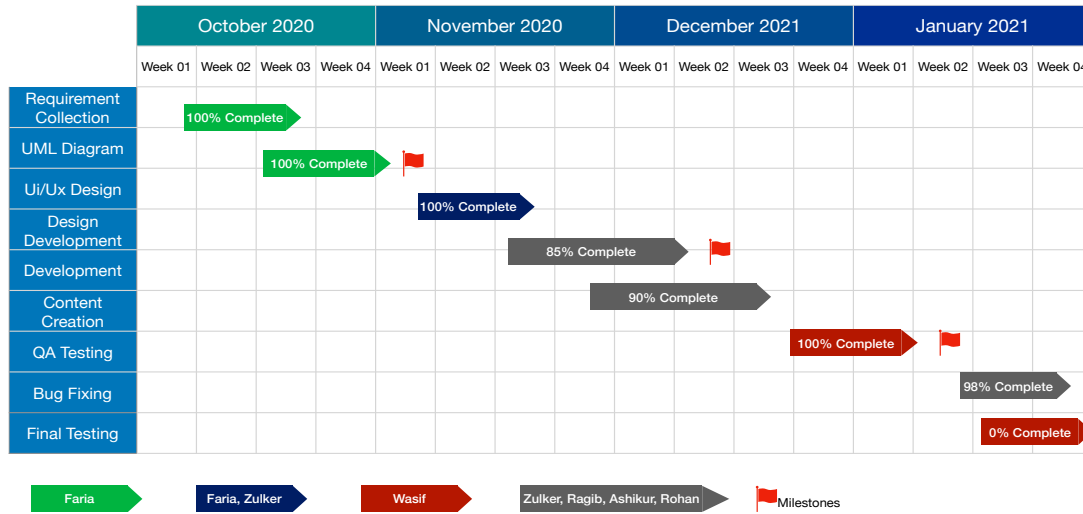 October 2020 November 2020 December 2021 January 2021
Week 01 Week 02 Week 03 Week 04 Week 01 Week 02 Week 03 Week 04 Week 01 Week 02 Week 03 Week 04 Week 01 Week 02 Week 03 Week 04
Requirement
Collection
100% Complete
UML Diagram
100% Complete
Ui/Ux Design
100% Complete
Design
Development
85% Complete
Development
90% Complete
Content
Creation
QA Testing
100% Complete
Bug Fixing
98% Complete
Final Testing
0% Complete
Faria
Faria, Zulker
Wasif
Zulker, Ragib, Ashikur, Rohan
Milestones